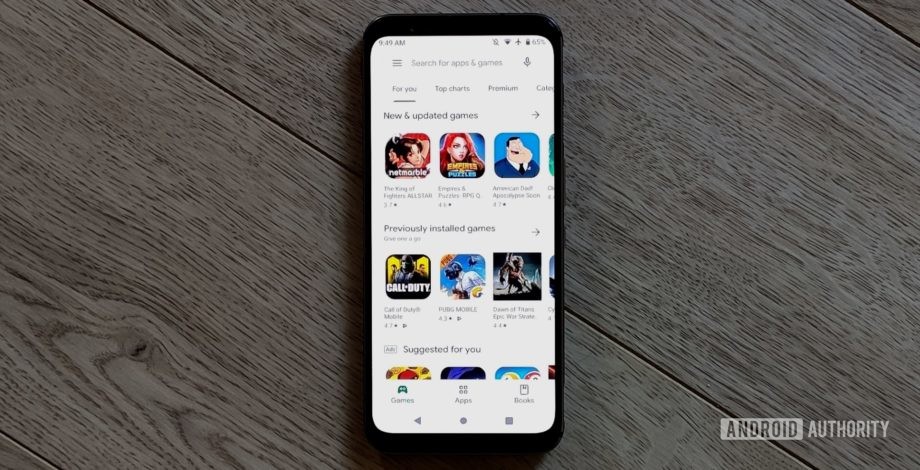 9:49 AM 65%
Search for apps & games
For you Top charts Premium Categ
New & updated games
netmarble EMPIRES & PUZZLES
The King of Fighters ALLSTAR
3.7
Empires & Puzzles: RPG Q..
4.6
American Dad! Apocalypse Soon
4.7
Previously installed games
Give one a go
CALL OF DUTY
Call of Duty® Mobile
4.7
PUBG MOBILE
4.3
Dawn of Titans: Epic War Strate..
4.4
Ads Suggested for you
Games Apps Books
ANDROID AUTHORITY